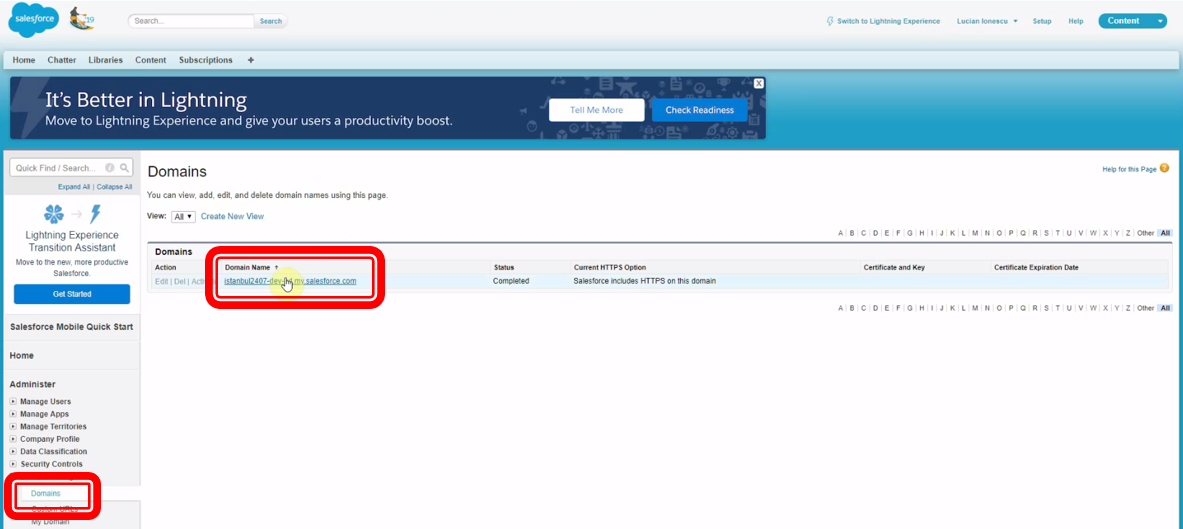 salesforce
19
Search...
Search
Switch to Lightning Experience
Lucian Ionescu
Setup
Help
Content
Home Chatter Libraries Content Subscriptions +
It's Better in Lightning
Move to Lightning Experience and give your users a productivity boost.
Tell Me More
Check Readiness
X
Quick Find / Search...
Expand All | Collapse All
Lightning Experience
Transition Assistant
Move to the new, more productive
Salesforce.
Get Started
Salesforce Mobile Quick Start
Home
Administer
Manage Users
Manage Apps
Manage Territories
Company Profile
Data Classification
Security Controls
Domains
Custom URLs
My Domain
Domains
Help for this Page
You can view, add, edit, and delete domain names using this page.
View: All Create New View
A | B | C | D | E | F | G | H | I | J | K | L | M | N | O | P | Q | R | S | T | U | V | W | X | Y | Z | Other | All
Domains
Action Domain Name Status Current HTTPS Option Certificate and Key Certificate Expiration Date
Edit | Del | my.salesforce.com Completed Salesforce includes HTTPS on this domain
A | B | C | D | E | F | G | H | I | J | K | L | M | N | O | P | Q | R | S | T | U | V | W | X | Y | Z | Other | All